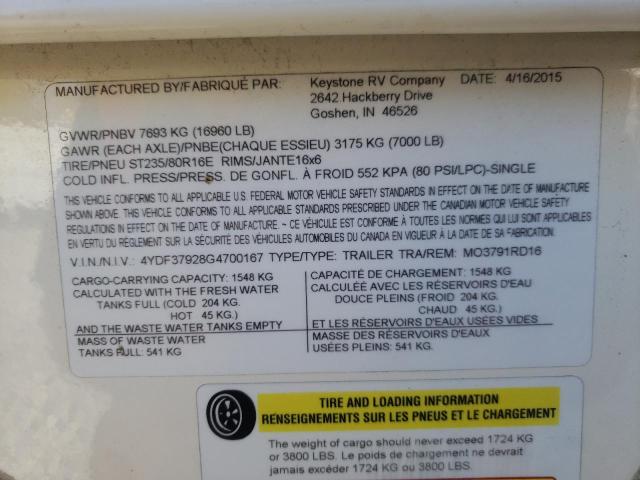 MANUFACTURED BY/FABRIQUÉ PAR: Keystone RV Company DATE: 4/16/2015
2642 Hackberry Drive
Goshen, IN 46526
GVWR/PNBV 7693 KG (16960 LB)
GAWR (EACH AXLE)/PNBE(CHAQUE ESSIEU) 3175 KG (7000 LB)
TIRE/PNEU ST235/80R16E RIMS/JANTE16x6
COLD INFL. PRESS/PRESS. DE GONFL. À FROID 552 KPA (80 PSI/LPC)-SINGLE
THIS VEHICLE CONFORMS TO ALL APPLICABLE U.S. FEDERAL MOTOR VEHICLE SAFETY STANDARDS IN EFFECT ON THE DATE OF MANUFACTURE
SHOWN ABOVE. THIS VEHICLE CONFORMS TO ALL APPLICABLE STANDARDS PRESCRIBED UNDER THE CANADIAN MOTOR VEHICLE SAFETY
REGULATIONS IN EFFECT ON THE DATE OF MANUFACTURE. ~CE VÉHICULE EST CONFORME À TOUTES LES NORMES QUI LUI SONT APPLICABLES
EN VERTU DU RÈGLEMENT SUR LA SÉCURITÉ DES VÉHICULES AUTOMOBILES DU CANADA EN VIGUEUR À LA DATE DE SA FABRICATION.
V.I.N./N.I.V.: 4YDF37928G4700167 TYPE/TYPE: TRAILER TRA/REM: MO3791RD16
CARGO-CARRYING CAPACITY: 1548 KG
CALCULATED WITH THE FRESH WATER
TANKS FULL (COLD 204 KG.
HOT 45 KG.)
AND THE WASTE WATER TANKS EMPTY
MASS OF WASTE WATER
TANKS FULL: 541 KG
CAPACITÉ DE CHARGEMENT: 1548 KG
CALCULÉE AVEC LES RÉSERVOIRS D'EAU
DOUCE PLEINS (FROID 204 KG.
CHAUD 45 KG.)
ET LES RÉSERVOIRS D'EAUX USÉES VIDES
MASSE DES RÉSERVOIRS D'EAUX
USÉES PLEINS: 541 KG.
TIRE AND LOADING INFORMATION
RENSEIGNEMENTS SUR LES PNEUS ET LE CHARGEMENT
The weight of cargo should never exceed 1724 KG
or 3800 LBS. Le poids de chargement ne devrait
jamais excéder 1724 KG ou 3800 LBS.